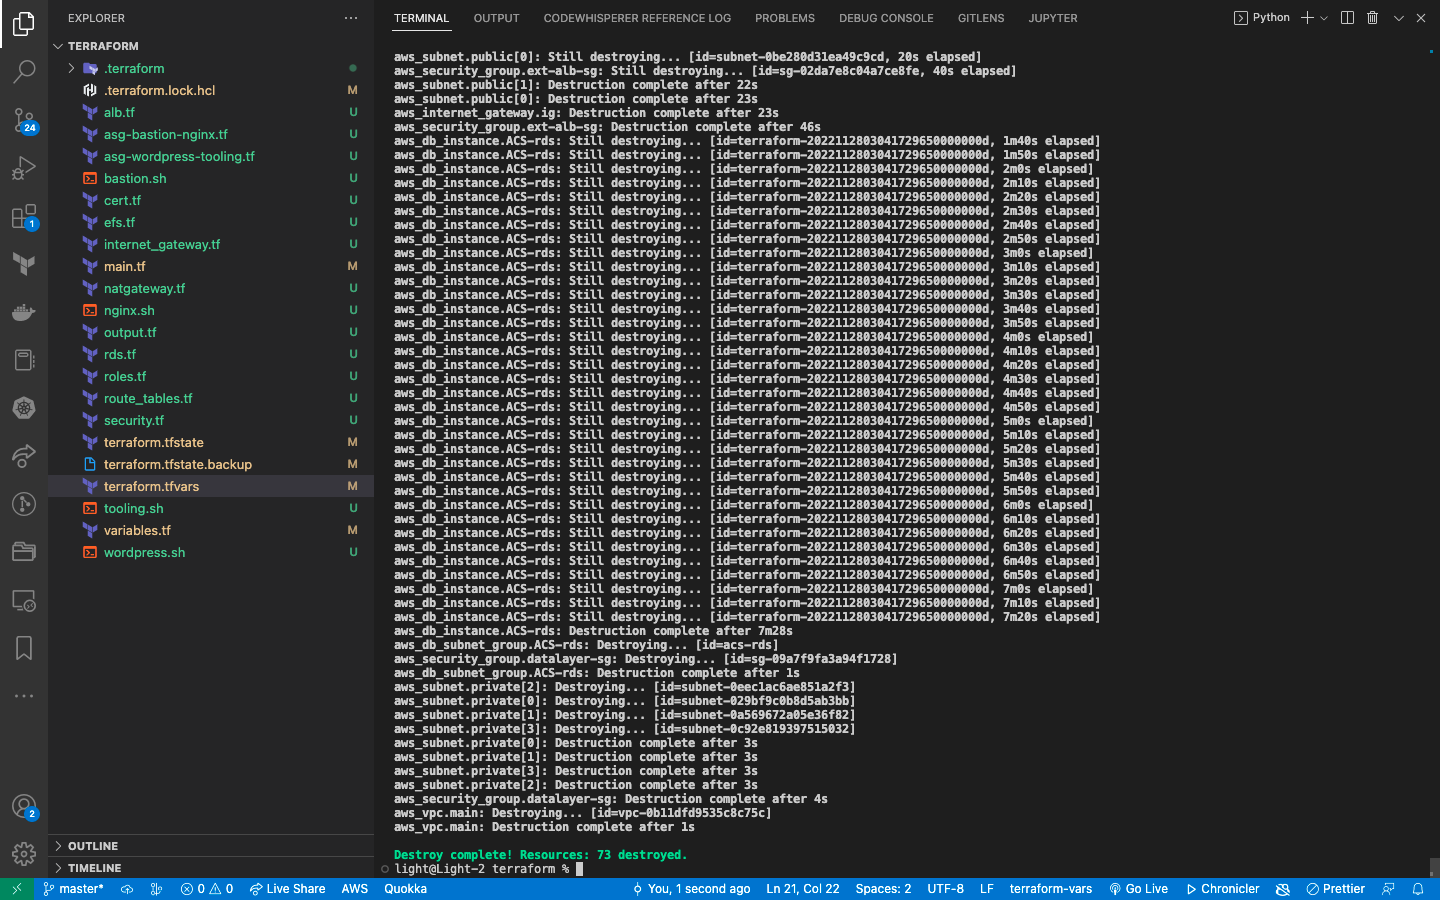 EXPLORER
TERRAFORM
.terraform
.terraform.lock.hcl M
alb.tf U
asg-bastion-nginx.tf U
asg-wordpress-tooling.tf U
bastion.sh U
cert.tf U
efs.tf U
internet_gateway.tf U
main.tf M
natgateway.tf U
nginx.sh U
output.tf U
rds.tf U
roles.tf U
route_tables.tf U
security.tf U
terraform.tfstate M
terraform.tfstate.backup M
terraform.tfvars M
tooling.sh U
variables.tf M
wordpress.sh U
OUTLINE
TIMELINE
24
1
2
TERMINAL OUTPUT CODEWHISPERER REFERENCE LOG PROBLEMS DEBUG CONSOLE GITLENS JUPYTER Python
aws_subnet.public[0]: Still destroying... [id=subnet-0be280d31ea49c9cd, 20s elapsed]
aws_security_group.ext-alb-sg: Still destroying... [id=sg-02da7e8c04a7ce8fe, 40s elapsed]
aws_subnet.public[1]: Destruction complete after 22s
aws_subnet.public[0]: Destruction complete after 23s
aws_internet_gateway.ig: Destruction complete after 23s
aws_security_group.ext-alb-sg: Destruction complete after 46s
aws_db_instance.ACS-rds: Still destroying... [id=terraform-20221128030417296500000000d, 1m40s elapsed]
aws_db_instance.ACS-rds: Still destroying... [id=terraform-20221128030417296500000000d, 1m50s elapsed]
aws_db_instance.ACS-rds: Still destroying... [id=terraform-20221128030417296500000000d, 2m0s elapsed]
aws_db_instance.ACS-rds: Still destroying... [id=terraform-20221128030417296500000000d, 2m10s elapsed]
aws_db_instance.ACS-rds: Still destroying... [id=terraform-20221128030417296500000000d, 2m20s elapsed]
aws_db_instance.ACS-rds: Still destroying... [id=terraform-20221128030417296500000000d, 2m30s elapsed]
aws_db_instance.ACS-rds: Still destroying... [id=terraform-20221128030417296500000000d, 2m40s elapsed]
aws_db_instance.ACS-rds: Still destroying... [id=terraform-20221128030417296500000000d, 2m50s elapsed]
aws_db_instance.ACS-rds: Still destroying... [id=terraform-20221128030417296500000000d, 3m0s elapsed]
aws_db_instance.ACS-rds: Still destroying... [id=terraform-20221128030417296500000000d, 3m10s elapsed]
aws_db_instance.ACS-rds: Still destroying... [id=terraform-20221128030417296500000000d, 3m20s elapsed]
aws_db_instance.ACS-rds: Still destroying... [id=terraform-20221128030417296500000000d, 3m30s elapsed]
aws_db_instance.ACS-rds: Still destroying... [id=terraform-20221128030417296500000000d, 3m40s elapsed]
aws_db_instance.ACS-rds: Still destroying... [id=terraform-20221128030417296500000000d, 3m50s elapsed]
aws_db_instance.ACS-rds: Still destroying... [id=terraform-20221128030417296500000000d, 4m0s elapsed]
aws_db_instance.ACS-rds: Still destroying... [id=terraform-20221128030417296500000000d, 4m10s elapsed]
aws_db_instance.ACS-rds: Still destroying... [id=terraform-20221128030417296500000000d, 4m20s elapsed]
aws_db_instance.ACS-rds: Still destroying... [id=terraform-20221128030417296500000000d, 4m30s elapsed]
aws_db_instance.ACS-rds: Still destroying... [id=terraform-20221128030417296500000000d, 4m40s elapsed]
aws_db_instance.ACS-rds: Still destroying... [id=terraform-20221128030417296500000000d, 4m50s elapsed]
aws_db_instance.ACS-rds: Still destroying... [id=terraform-20221128030417296500000000d, 5m0s elapsed]
aws_db_instance.ACS-rds: Still destroying... [id=terraform-20221128030417296500000000d, 5m10s elapsed]
aws_db_instance.ACS-rds: Still destroying... [id=terraform-20221128030417296500000000d, 5m20s elapsed]
aws_db_instance.ACS-rds: Still destroying... [id=terraform-20221128030417296500000000d, 5m30s elapsed]
aws_db_instance.ACS-rds: Still destroying... [id=terraform-20221128030417296500000000d, 5m40s elapsed]
aws_db_instance.ACS-rds: Still destroying... [id=terraform-20221128030417296500000000d, 5m50s elapsed]
aws_db_instance.ACS-rds: Still destroying... [id=terraform-20221128030417296500000000d, 6m0s elapsed]
aws_db_instance.ACS-rds: Still destroying... [id=terraform-20221128030417296500000000d, 6m10s elapsed]
aws_db_instance.ACS-rds: Still destroying... [id=terraform-20221128030417296500000000d, 6m20s elapsed]
aws_db_instance.ACS-rds: Still destroying... [id=terraform-20221128030417296500000000d, 6m30s elapsed]
aws_db_instance.ACS-rds: Still destroying... [id=terraform-20221128030417296500000000d, 6m40s elapsed]
aws_db_instance.ACS-rds: Still destroying... [id=terraform-20221128030417296500000000d, 6m50s elapsed]
aws_db_instance.ACS-rds: Still destroying... [id=terraform-20221128030417296500000000d, 7m0s elapsed]
aws_db_instance.ACS-rds: Still destroying... [id=terraform-20221128030417296500000000d, 7m10s elapsed]
aws_db_instance.ACS-rds: Still destroying... [id=terraform-20221128030417296500000000d, 7m20s elapsed]
aws_db_instance.ACS-rds: Destruction complete after 7m28s
aws_db_subnet_group.ACS-rds: Destroying... [id=acs-rds]
aws_security_group.datalayer-sg: Destroying... [id=sg-09a7f9fa3a94f1728]
aws_db_subnet_group.ACS-rds: Destruction complete after 1s
aws_subnet.private[2]: Destroying... [id=subnet-0eec1ac6ae851a2f3]
aws_subnet.private[0]: Destroying... [id=subnet-029bf9c0b8d5ab3bb]
aws_subnet.private[1]: Destroying... [id=subnet-0a569672a05e36f82]
aws_subnet.private[3]: Destroying... [id=subnet-0c92e819397515032]
aws_subnet.private[0]: Destruction complete after 3s
aws_subnet.private[1]: Destruction complete after 3s
aws_subnet.private[3]: Destruction complete after 3s
aws_subnet.private[2]: Destruction complete after 3s
aws_security_group.datalayer-sg: Destruction complete after 4s
aws_vpc.main: Destroying... [id=vpc-0b11dfd9535c8c75c]
aws_vpc.main: Destruction complete after 1s
Destroy complete! Resources: 73 destroyed.
light@Light-2 terraform %
master* 0 0 Live Share AWS Quokka You, 1 second ago Ln 21, Col 22 Spaces: 2 UTF-8 LF terraform-vars Go Live Chronicler Prettier